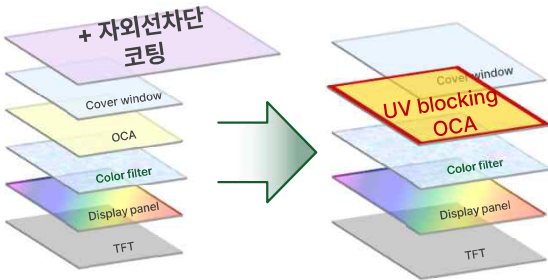 + 자외선차단
코팅
Cover window
OCA
Color filter
Display panel
TFT
Cover window
UV blocking
OCA
Color filter
Display panel
TFT